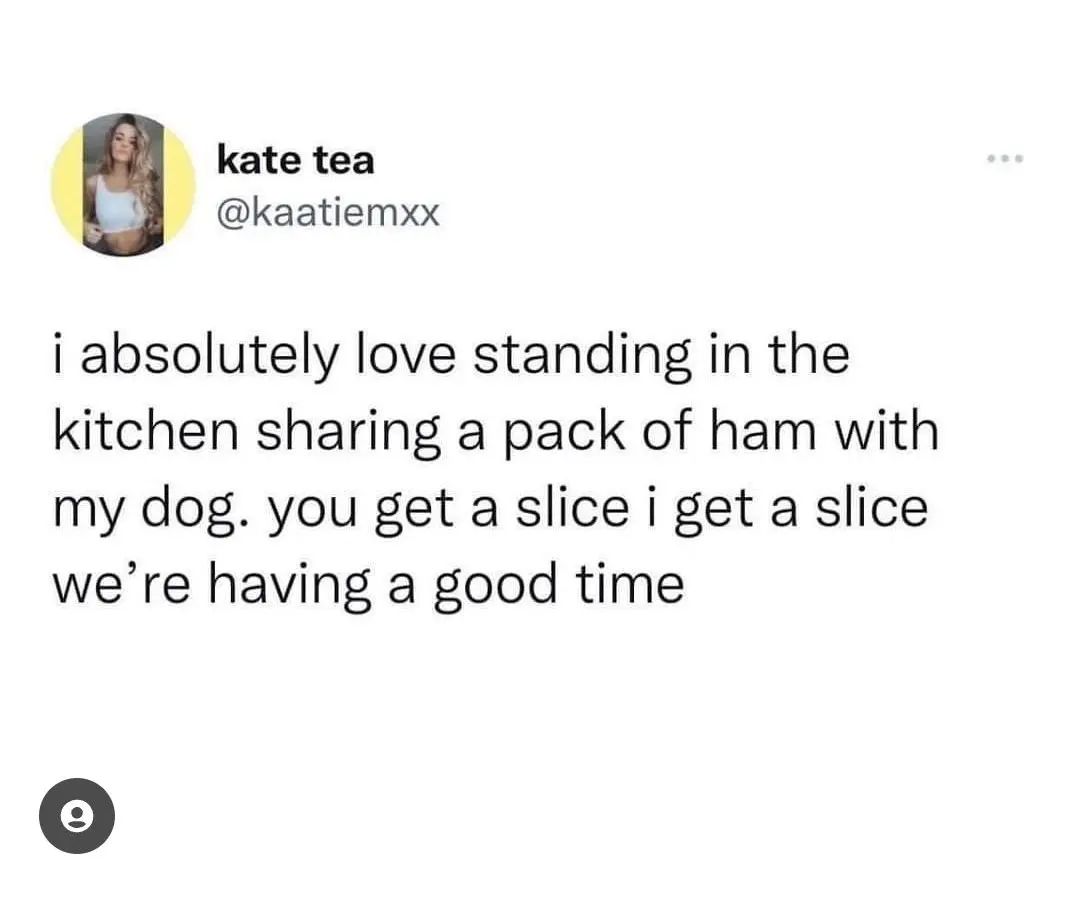 kate tea
@kaatiemxx
i absolutely love standing in the
kitchen sharing a pack of ham with
my dog. you get a slice i get a slice
we’re having a good time